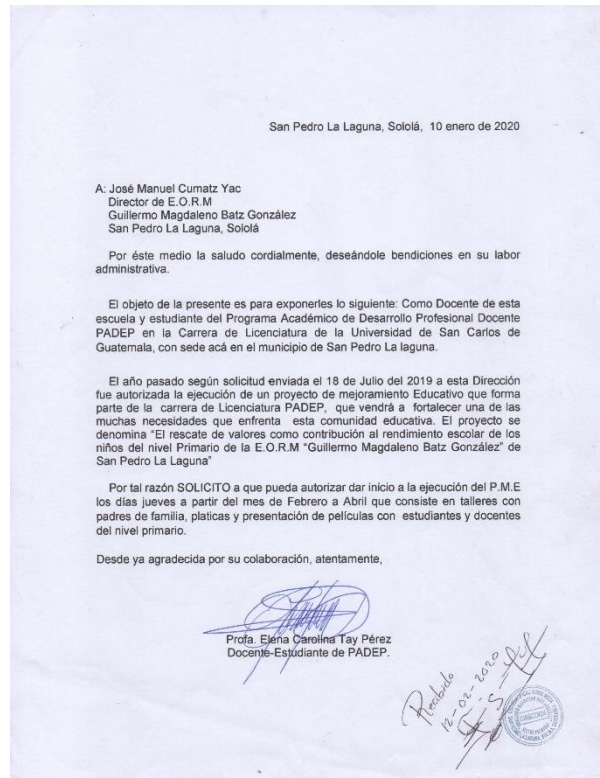 San Pedro La Laguna, Sololá, 10 enero de 2020
A: José Manuel Cumatz Yac
Director de E.O.R.M
Guillermo Magdaleno Batz González
San Pedro La Laguna, Sololá
Por éste medio la saludo cordialmente, deseándole bendiciones en su labor
administrativa.
El objeto de la presente es para exponerles lo siguiente: Como Docente de esta
escuela y estudiante del Programa Académico de Desarrollo Profesional Docente
PADEP en la Carrera de Licenciatura de la Universidad de San Carlos de
Guatemala, con sede acá en el municipio de San Pedro La laguna.
El año pasado según solicitud enviada el 18 de Julio del 2019 a esta Dirección
fue autorizada la ejecución de un proyecto de mejoramiento Educativo que forma
parte de la carrera de Licenciatura PADEP, que vendrá a fortalecer una de las
muchas necesidades que enfrenta esta comunidad educativa. El proyecto se
denomina "El rescate de valores como contribución al rendimiento escolar de los
niños del nivel Primario de la E.O.R.M "Guillermo Magdaleno Batz González" de
San Pedro La Laguna"
Por tal razón SOLICITO a que pueda autorizar dar inicio a la ejecución del P.M.E
los días jueves a partir del mes de Febrero a Abril que consiste en talleres con
padres de familia, platicas y presentación de películas con estudiantes y docentes
del nivel primario.
Desde ya agradecida por su colaboración, atentamente,
Profa. Elena Carolina Tay Pérez
Docente-Estudiante de PADEP.
Recibido
12-02-2020